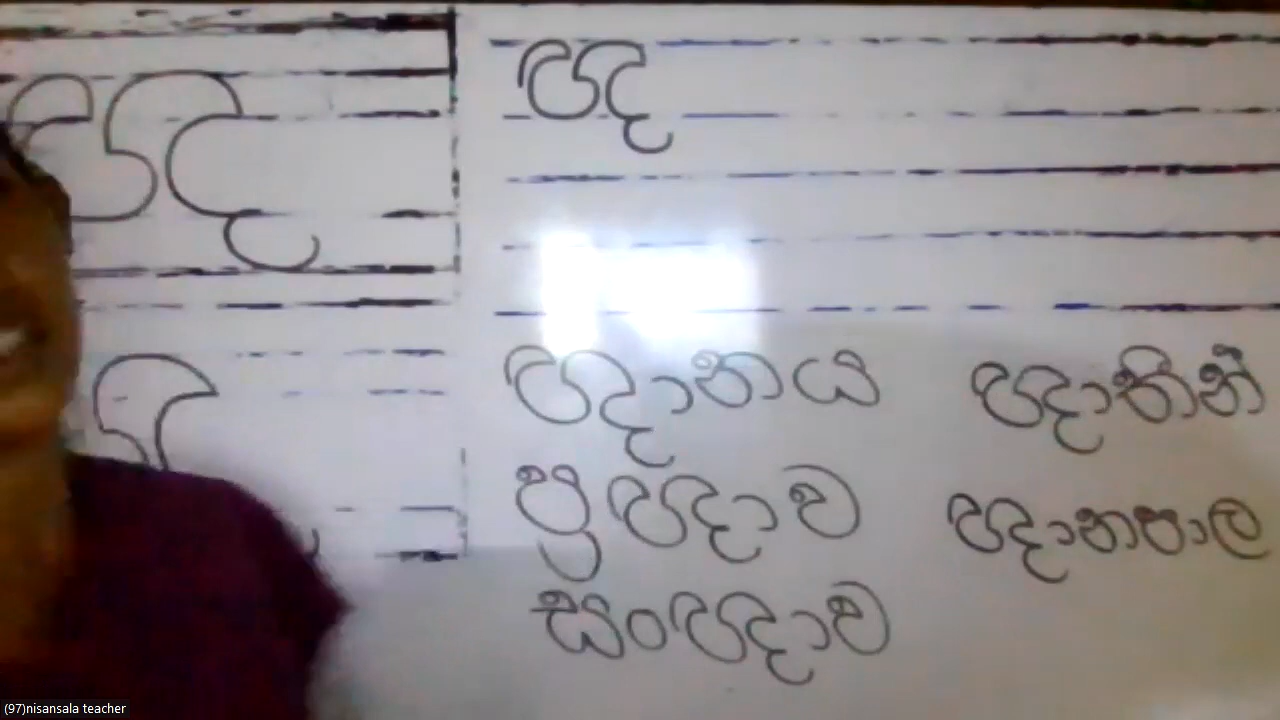 ඥ ඥ
ඥානය ඥාතීන්
ප්‍රඥාව ඥානපාල
සංඥාව
(97)nisansala teacher